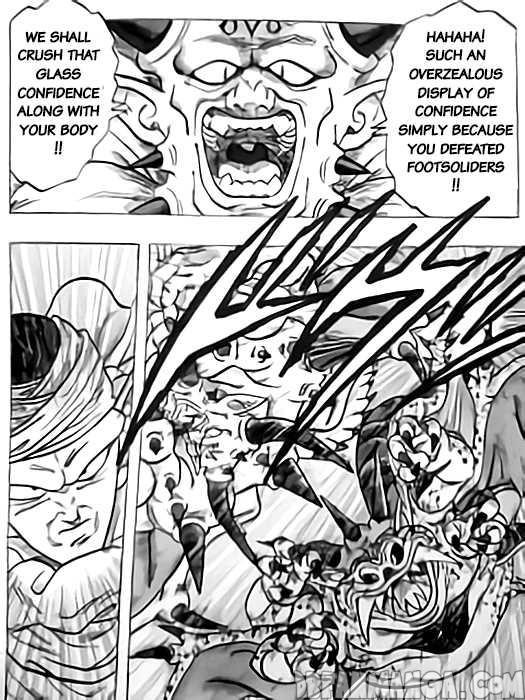 HAHAHA!
SUCH AN
OVERZEALOUS
DISPLAY OF
CONFIDENCE
SIMPLY BECAUSE
YOU DEFEATED
FOOTSOLIDERS
!!
WE SHALL
CRUSH THAT
GLASS
CONFIDENCE
ALONG WITH
YOUR BODY
!!